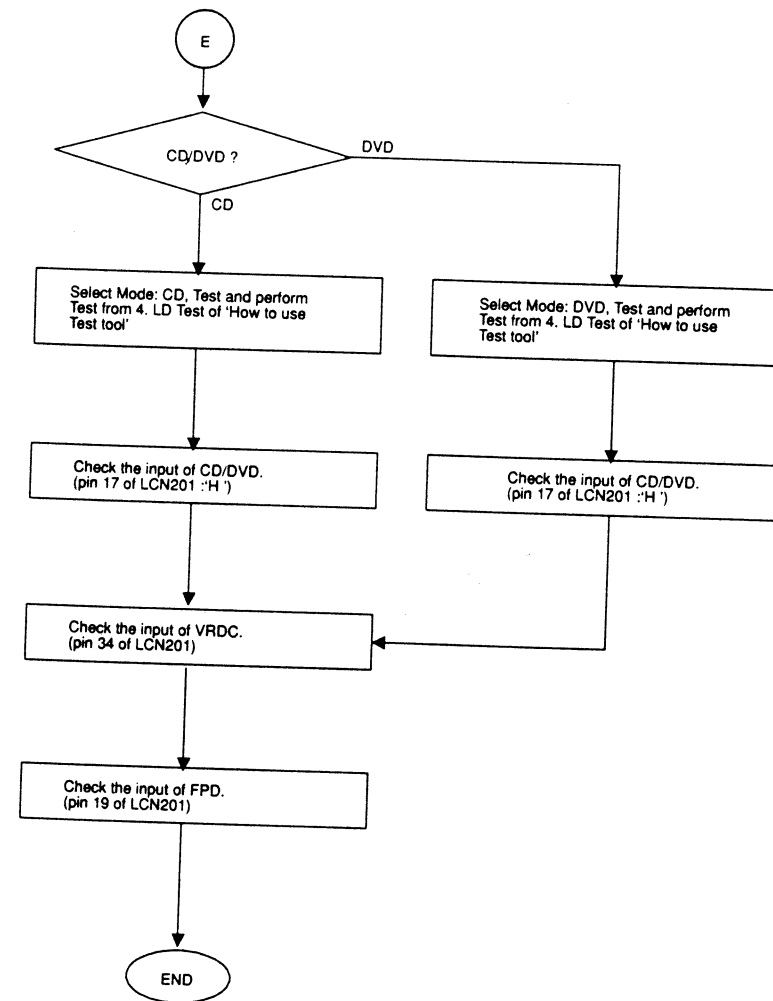 E
CD/DVD ?
DVD
CD
Select Mode: CD, Test and perform
Test from 4. LD Test of 'How to use
Test tool'
Select Mode: DVD, Test and perform
Test from 4. LD Test of 'How to use
Test tool'
Check the input of CD/DVD.
(pin 17 of LCN201 :'H ')
Check the input of CD/DVD.
(pin 17 of LCN201 :'H ')
Check the input of VRDC.
(pin 34 of LCN201)
Check the input of FPD.
(pin 19 of LCN201)
END